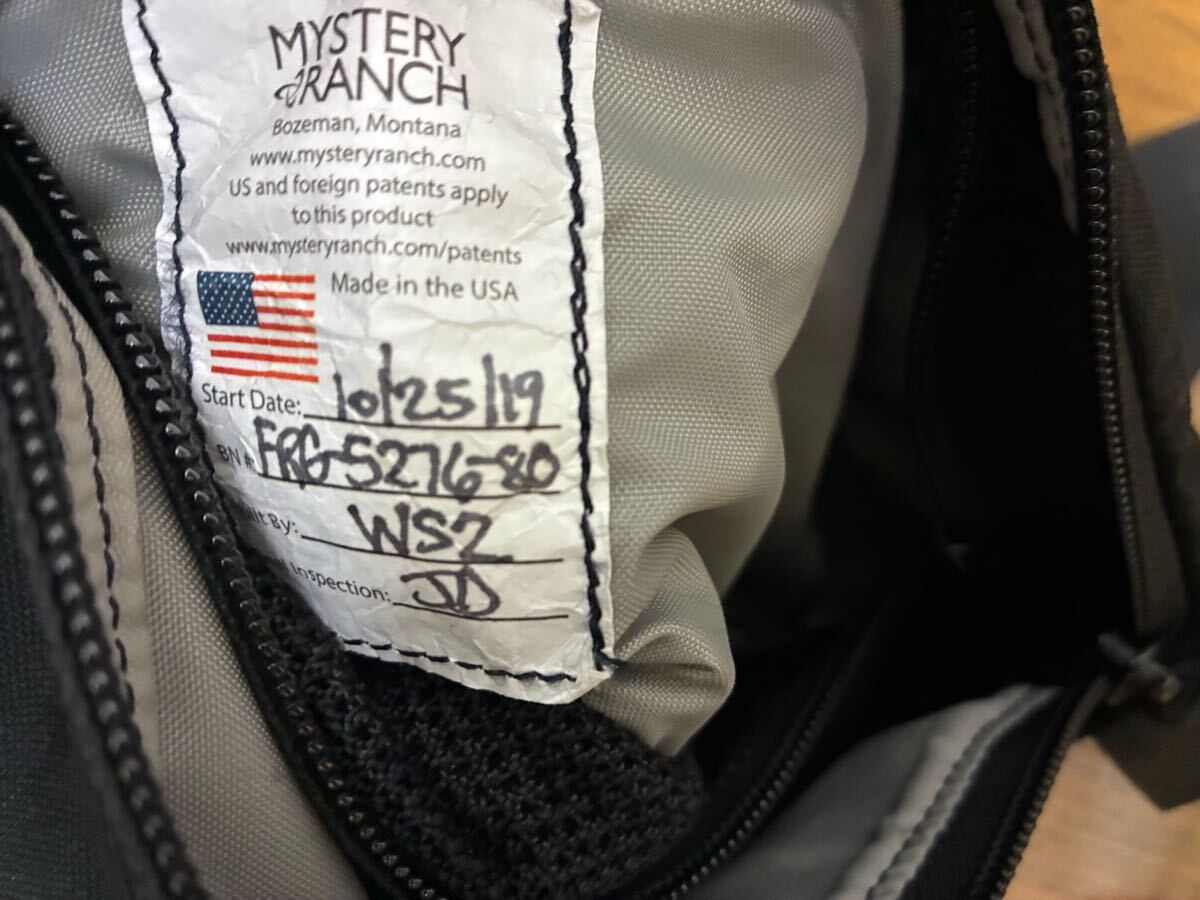 MYSTERY
RANCH
Bozeman, Montana
www.mysteryranch.com
US and foreign patents apply
to this product
www.mysteryranch.com/patents
Made in the USA
Start Date: 10/25/19
BN #: FRG-5276-80
By: WSZ
Inspection: JD